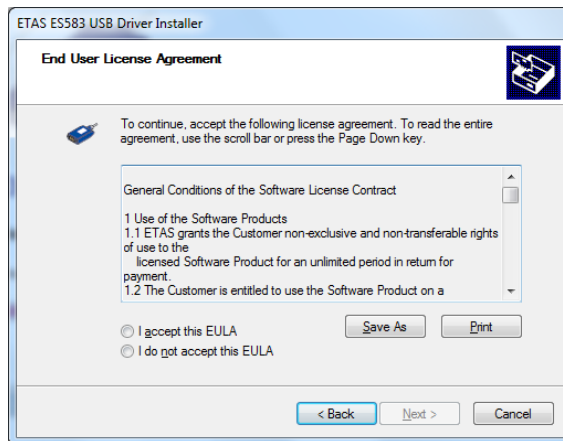 ETAS ES583 USB Driver Installer
End User License Agreement
To continue, accept the following license agreement. To read the entire
agreement, use the scroll bar or press the Page Down key.
General Conditions of the Software License Contract
1 Use of the Software Products
1.1 ETAS grants the Customer non-exclusive and non-transferable rights
of use to the
licensed Software Product for an unlimited period in return for
payment.
1.2 The Customer is entitled to use the Software Product on a
I accept this EULA
Save As
Print
I do not accept this EULA
< Back
Next >
Cancel